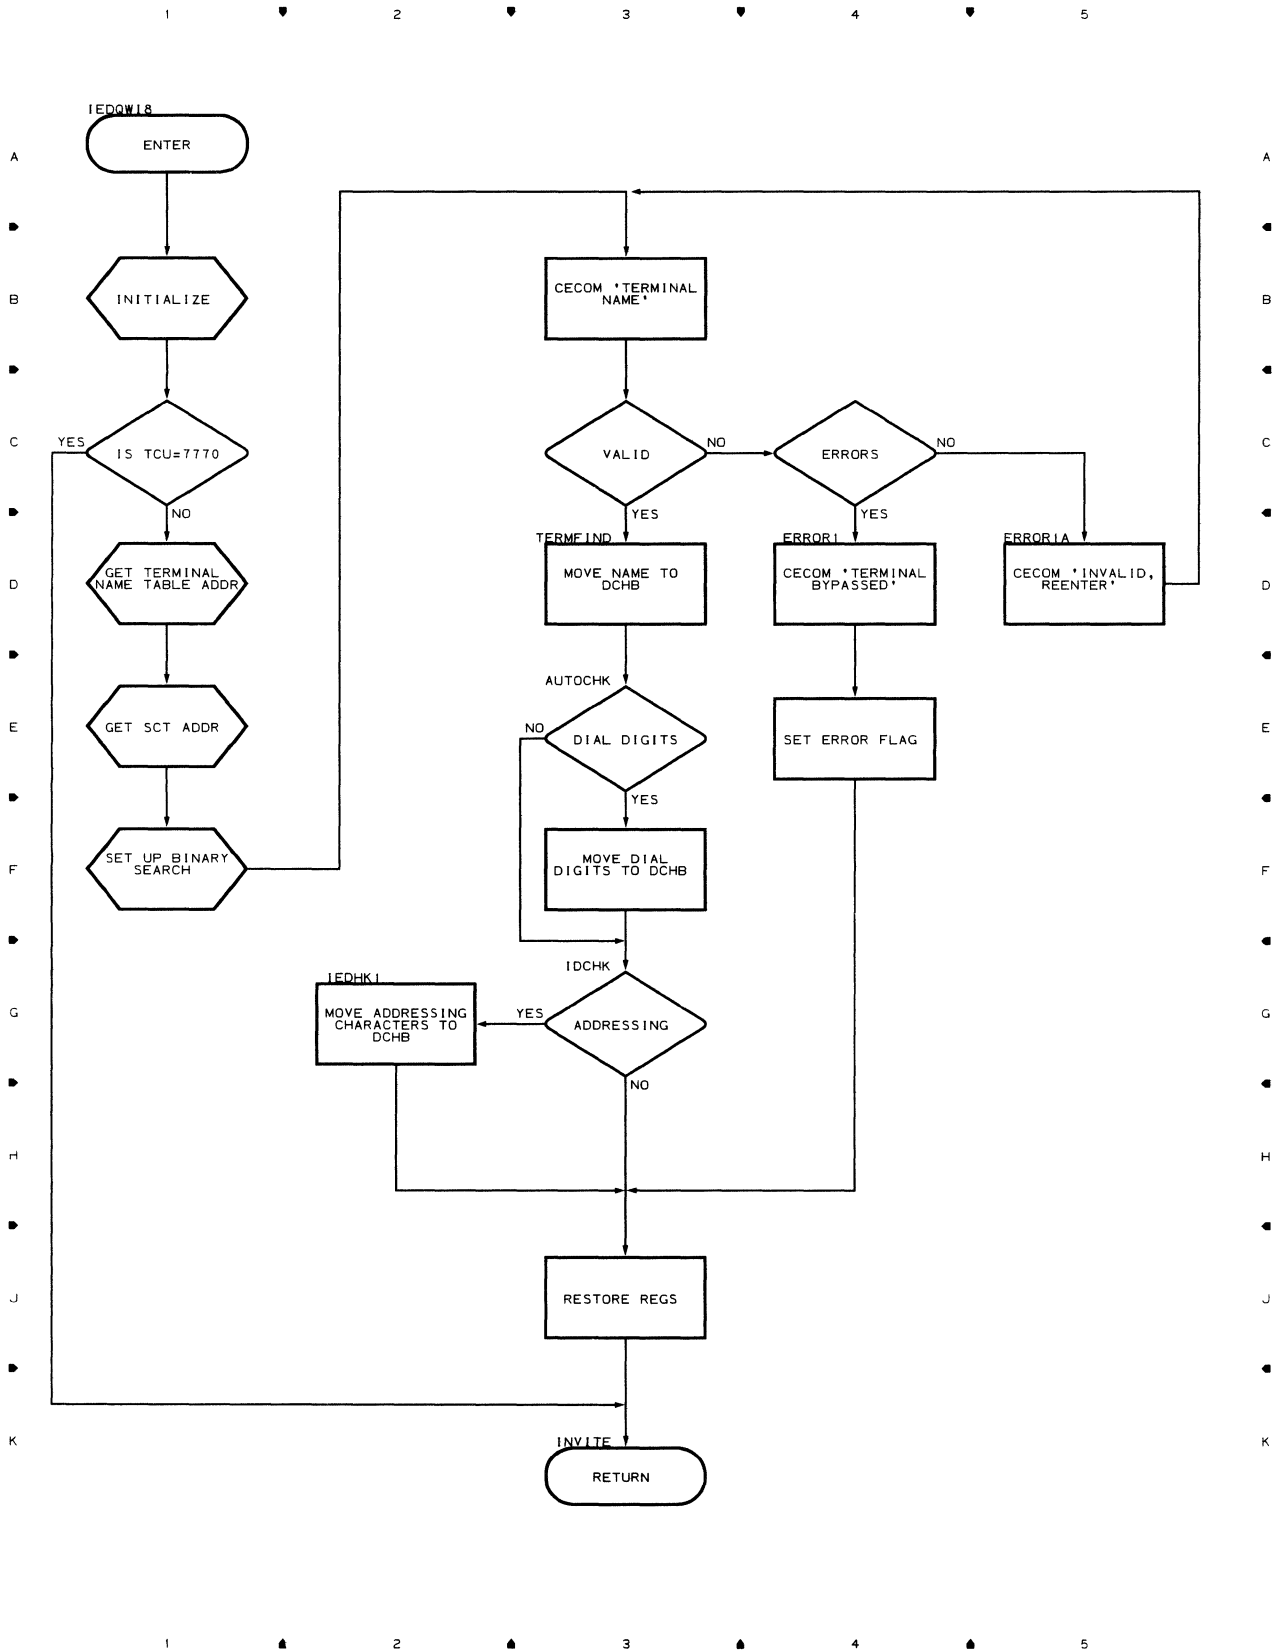 1 2 3 4 5
IEDQW18
ENTER
A A
INITIALIZE
CECOM 'TERMINAL
NAME'
B B
C C
YES
IS TCU=7770
NO
VALID
NO
YES
ERRORS
NO
YES
D D
GET TERMINAL
NAME TABLE ADDR
TERMFIND
MOVE NAME TO
DCHB
ERROR1
CECOM 'TERMINAL
BYPASSED'
ERROR1A
CECOM 'INVALID,
REENTER'
E E
GET SCT ADDR
AUTOCHK
NO
DIAL DIGITS
YES
SET ERROR FLAG
F F
SET UP BINARY
SEARCH
MOVE DIAL
DIGITS TO DCHB
G G
IEDHK1
MOVE ADDRESSING
CHARACTERS TO
DCHB
IDCHK
YES
ADDRESSING
NO
H H
J J
RESTORE REGS
K K
INVITE
RETURN
1 2 3 4 5